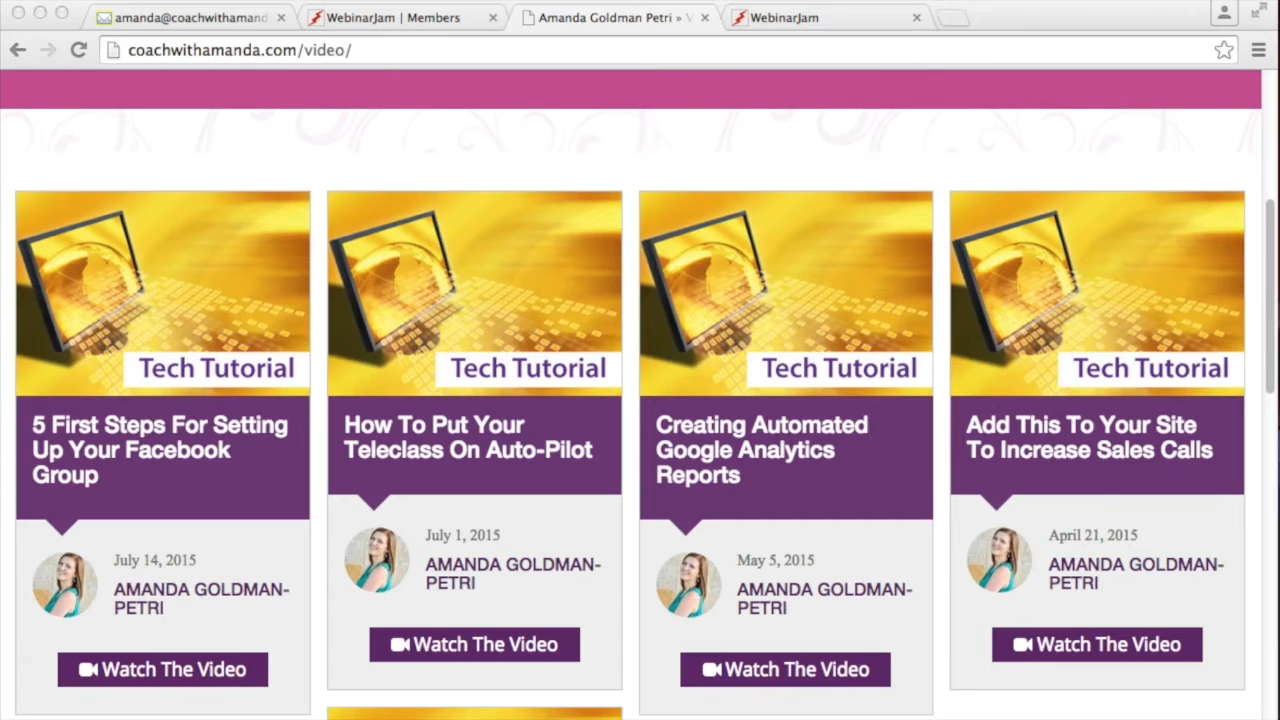 amanda@coachwithamand
WebinarJam | Members
Amanda Goldman Petri » V
WebinarJam
coachwithamanda.com/video/
Tech Tutorial
5 First Steps For Setting
Up Your Facebook
Group
July 14, 2015
AMANDA GOLDMAN-
PETRI
Watch The Video
Tech Tutorial
How To Put Your
Teleclass On Auto-Pilot
July 1, 2015
AMANDA GOLDMAN-
PETRI
Watch The Video
Tech Tutorial
Creating Automated
Google Analytics
Reports
May 5, 2015
AMANDA GOLDMAN-
PETRI
Watch The Video
Tech Tutorial
Add This To Your Site
To Increase Sales Calls
April 21, 2015
AMANDA GOLDMAN-
PETRI
Watch The Video